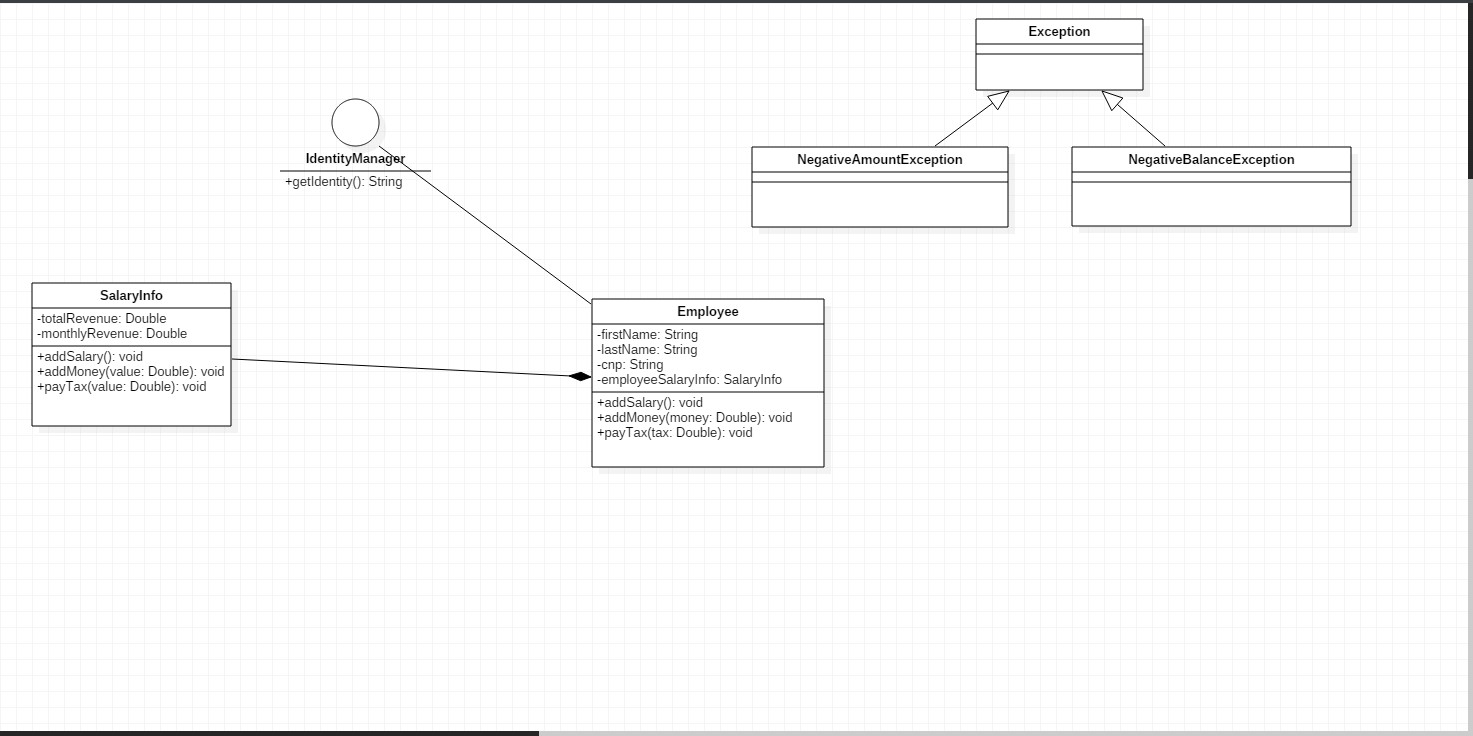 Exception
IdentityManager
+getIdentity(): String
NegativeAmountException
NegativeBalanceException
SalaryInfo
-totalRevenue: Double
-monthlyRevenue: Double
+addSalary(): void
+addMoney(value: Double): void
+payTax(value: Double): void
Employee
-firstName: String
-lastName: String
-cnp: String
-employeeSalaryInfo: SalaryInfo
+addSalary(): void
+addMoney(money: Double): void
+payTax(tax: Double): void